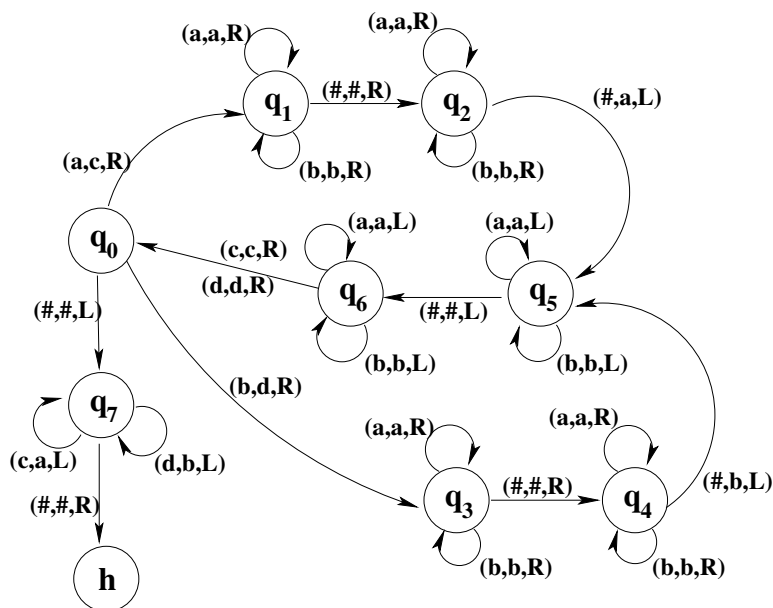 (a,a,R)
(a,a,R)
q1
(#,#,R)
q2
(#,a,L)
(b,b,R)
(b,b,R)
(a,c,R)
q0
(a,a,L)
(a,a,L)
(c,c,R)
(d,d,R)
q6
(#,#,L)
q5
(b,b,L)
(b,b,L)
(#,#,L)
q7
(b,d,R)
(c,a,L)
(d,b,L)
(a,a,R)
(a,a,R)
q3
(#,#,R)
q4
(#,b,L)
(b,b,R)
(b,b,R)
(#,#,R)
h